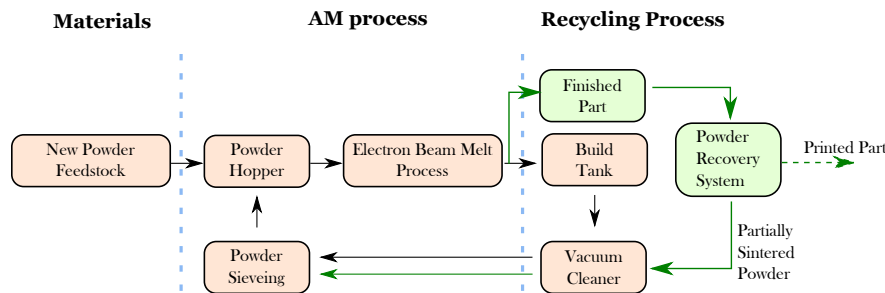 Materials
AM process
Recycling Process
New Powder
Feedstock
Powder
Hopper
Electron Beam Melt
Process
Finished
Part
Build
Tank
Powder
Recovery
System
Printed Part
Powder
Sieveing
Vacuum
Cleaner
Partially
Sintered
Powder